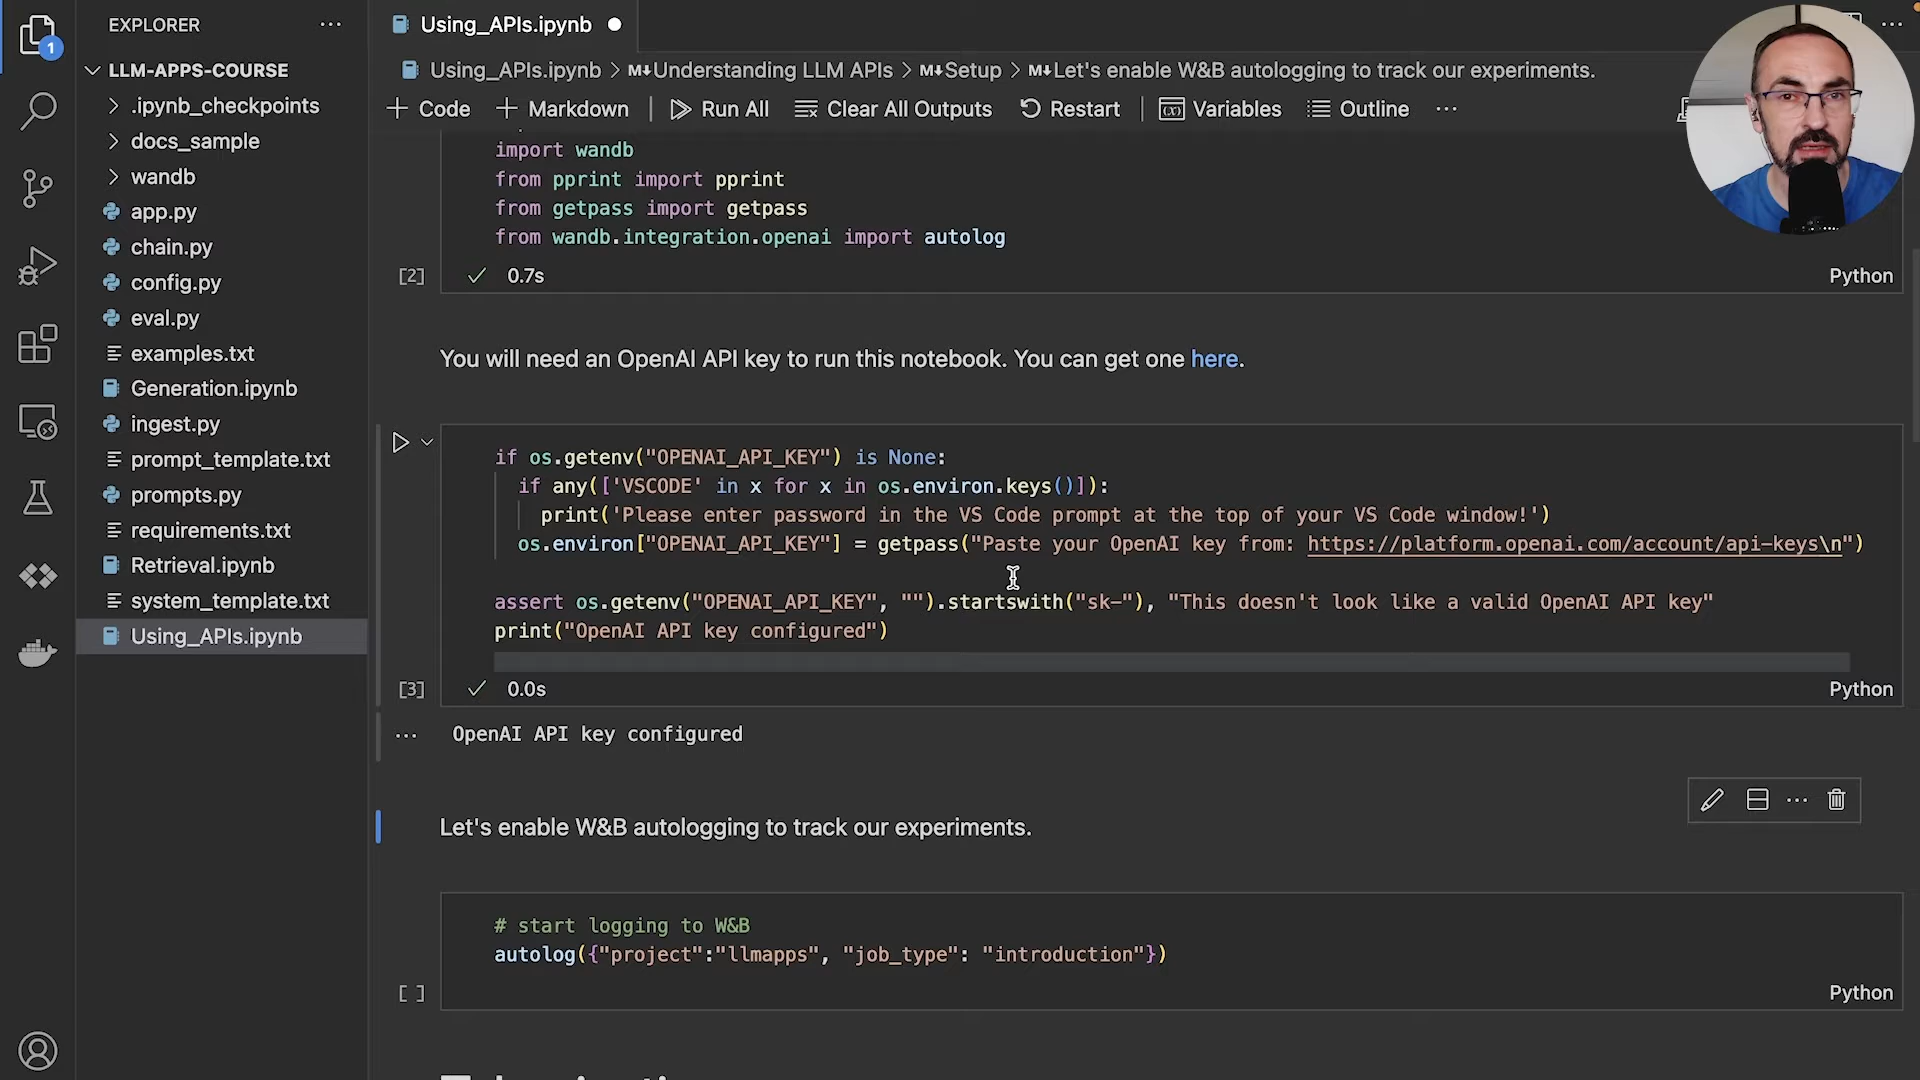 EXPLORER
LLM-APPS-COURSE
.ipynb_checkpoints
docs_sample
wandb
app.py
chain.py
config.py
eval.py
examples.txt
Generation.ipynb
ingest.py
prompt_template.txt
prompts.py
requirements.txt
Retrieval.ipynb
system_template.txt
Using_APIs.ipynb
1
Using_APIs.ipynb
Using_APIs.ipynb > M↓Understanding LLM APIs > M↓Setup > M↓Let's enable W&B autologging to track our experiments.
+ Code + Markdown | Run All Clear All Outputs Restart | Variables Outline ...
import wandb
from pprint import pprint
from getpass import getpass
from wandb.integration.openai import autolog
[2] ✓ 0.7s Python
You will need an OpenAI API key to run this notebook. You can get one here.
if os.getenv("OPENAI_API_KEY") is None:
if any(['VSCODE' in x for x in os.environ.keys()]):
print('Please enter password in the VS Code prompt at the top of your VS Code window!')
os.environ["OPENAI_API_KEY"] = getpass("Paste your OpenAI key from: https://platform.openai.com/account/api-keys\n")
assert os.getenv("OPENAI_API_KEY", "").startswith("sk-"), "This doesn't look like a valid OpenAI API key"
print("OpenAI API key configured")
[3] ✓ 0.0s Python
OpenAI API key configured
Let's enable W&B autologging to track our experiments.
# start logging to W&B
autolog({"project":"llmapps", "job_type": "introduction"})
[ ] Python